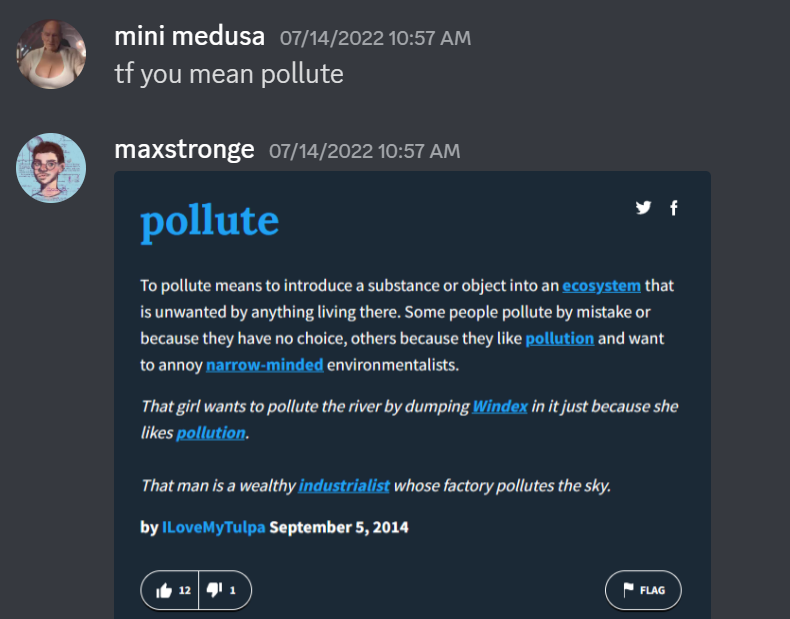 mini medusa 07/14/2022 10:57 AM
tf you mean pollute
maxstronge 07/14/2022 10:57 AM
pollute
To pollute means to introduce a substance or object into an ecosystem that
is unwanted by anything living there. Some people pollute by mistake or
because they have no choice, others because they like pollution and want
to annoy narrow-minded environmentalists.
That girl wants to pollute the river by dumping Windex in it just because she
likes pollution.
That man is a wealthy industrialist whose factory pollutes the sky.
by ILoveMyTulpa September 5, 2014
12 1 FLAG